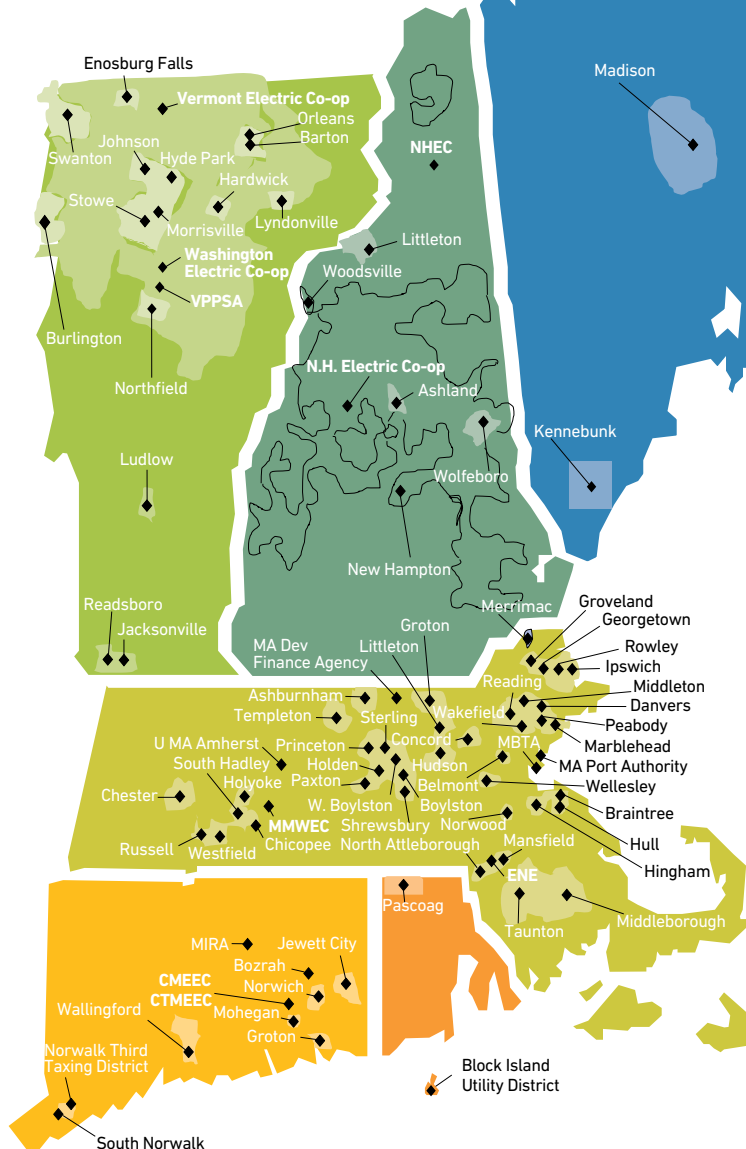 Enosburg Falls
Madison
Vermont Electric Co-op
Orleans
Barton
Swanton
Johnson
Hyde Park
NHEC
Hardwick
Stowe
Morrisville
Lyndonville
Littleton
Washington
Electric Co-op
Woodsville
VPPSA
Burlington
Northfield
N.H. Electric Co-op
Ashland
Kennebunk
Ludlow
Wolfeboro
New Hampton
Readsboro
Jacksonville
Merrimac
Groveland
Georgetown
Groton
Rowley
MA Dev
Finance Agency
Littleton
Ipswich
Reading
Middleton
Ashburnham
Danvers
Templeton
Sterling
Wakefield
Peabody
U MA Amherst
Princeton
Concord
MBTA
Marblehead
South Hadley
Holden
Hudson
MA Port Authority
Holyoke
Paxton
Belmont
Wellesley
Chester
W. Boylston
Boylston
Braintree
MMWEC
Shrewsbury
Norwood
Russell
Westfield
Chicopee
North Attleborough
Mansfield
Hull
Hingham
ENE
Pascoag
Taunton
Middleborough
MIRA
Jewett City
Bozrah
CMEEC
CTMEEC
Norwich
Wallingford
Mohegan
Groton
Norwalk Third
Taxing District
Block Island
Utility District
South Norwalk